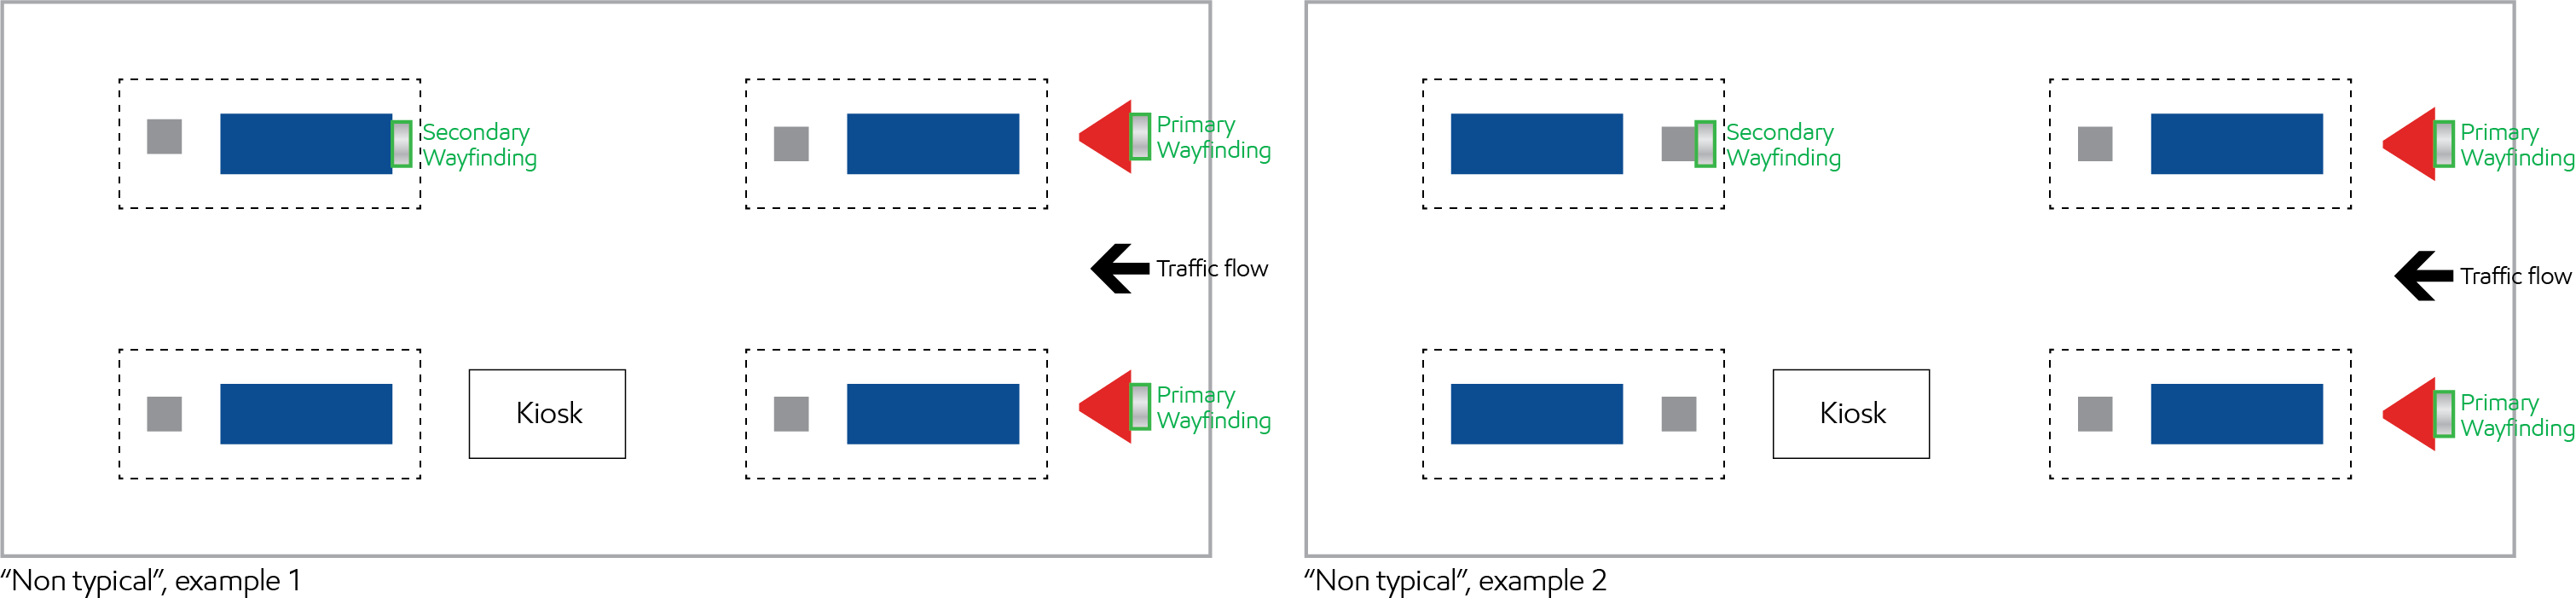 Secondary
Wayfinding
Primary
Wayfinding
Traffic flow
Kiosk
Primary
Wayfinding
“Non typical”, example 1
Secondary
Wayfinding
Primary
Wayfinding
Traffic flow
Kiosk
Primary
Wayfinding
“Non typical”, example 2